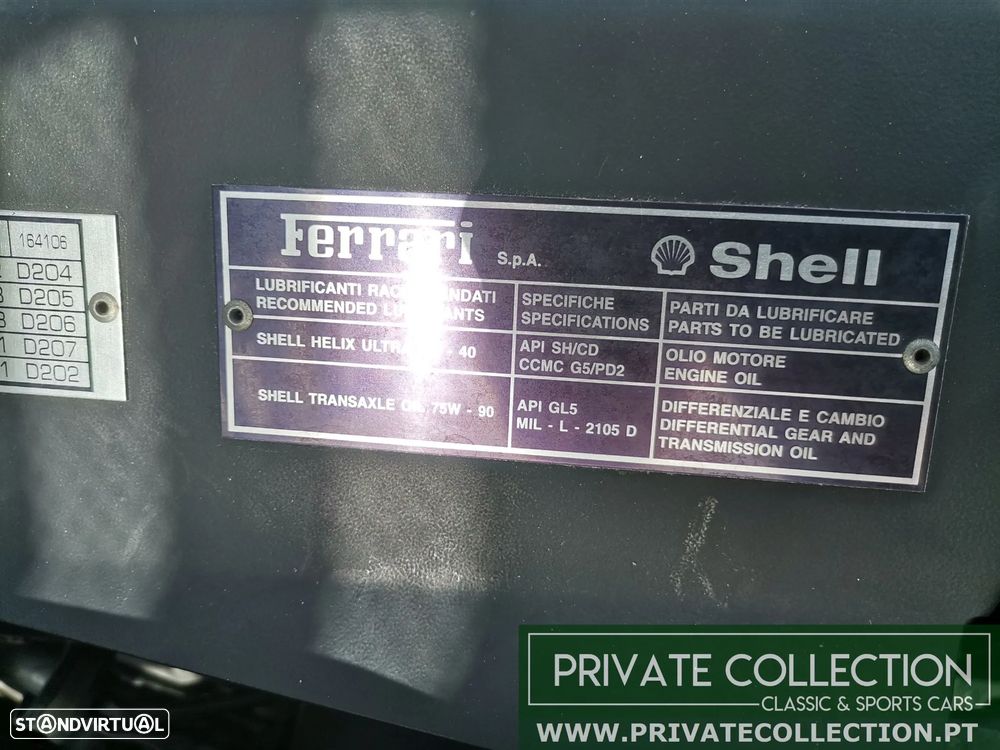 164106
D204
D205
D206
D207
D202
Ferrari S.p.A.
Shell
LUBRIFICANTI
RECOMMENDED
SPECIFICHE
SPECIFICATIONS
PARTI DA LUBRIFICARE
PARTS TO BE LUBRICATED
SHELL HELIX - 40
API SH/CD
CCMC G5/PD2
OLIO MOTORE
ENGINE OIL
SHELL TRANSAXLE OIL 75W - 90
API GL5
MIL - L - 2105 D
DIFFERENZIALE E CAMBIO
DIFFERENTIAL GEAR AND
TRANSMISSION OIL
PRIVATE COLLECTION
CLASSIC & SPORTS CARS
WWW.PRIVATECOLLECTION.PT
STANDVIRTUAL